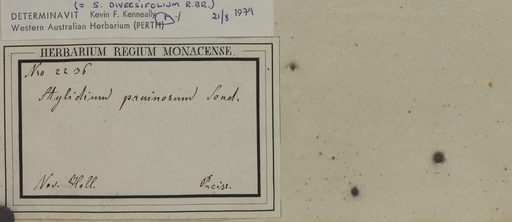 (= S. DIVERSIFOLIUM R.BR.)
DETERMINAVIT Kevin F. Kenneally 21/8 1979
Western Australian Herbarium (PERTH)
HERBARIUM REGIUM MONACENSE.
Nro 2236
Stylidium pruinosum Sond.
Nov. Holl. Preiss.